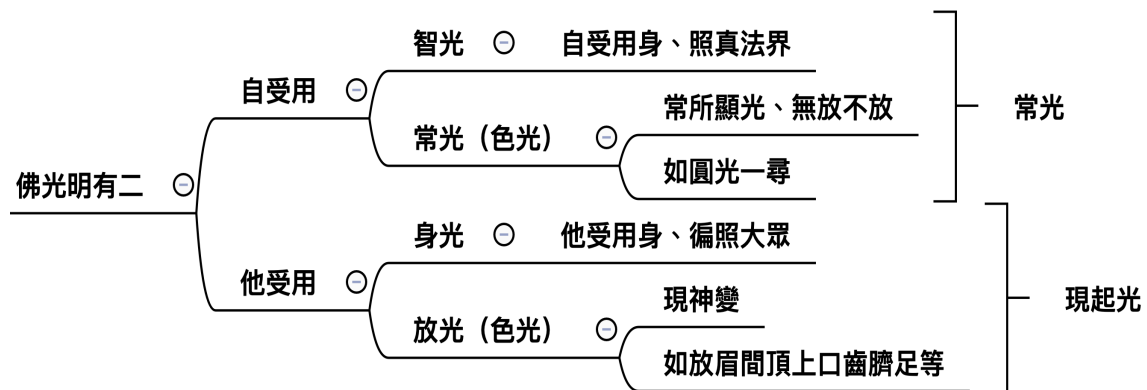 佛光明有二
自受用
智光
自受用身、照真法界
常光（色光）
常所顯光、無放不放
如圓光一尋
常光
他受用
身光
他受用身、徧照大眾
放光（色光）
現神變
如放眉間頂上口齒臍足等
現起光